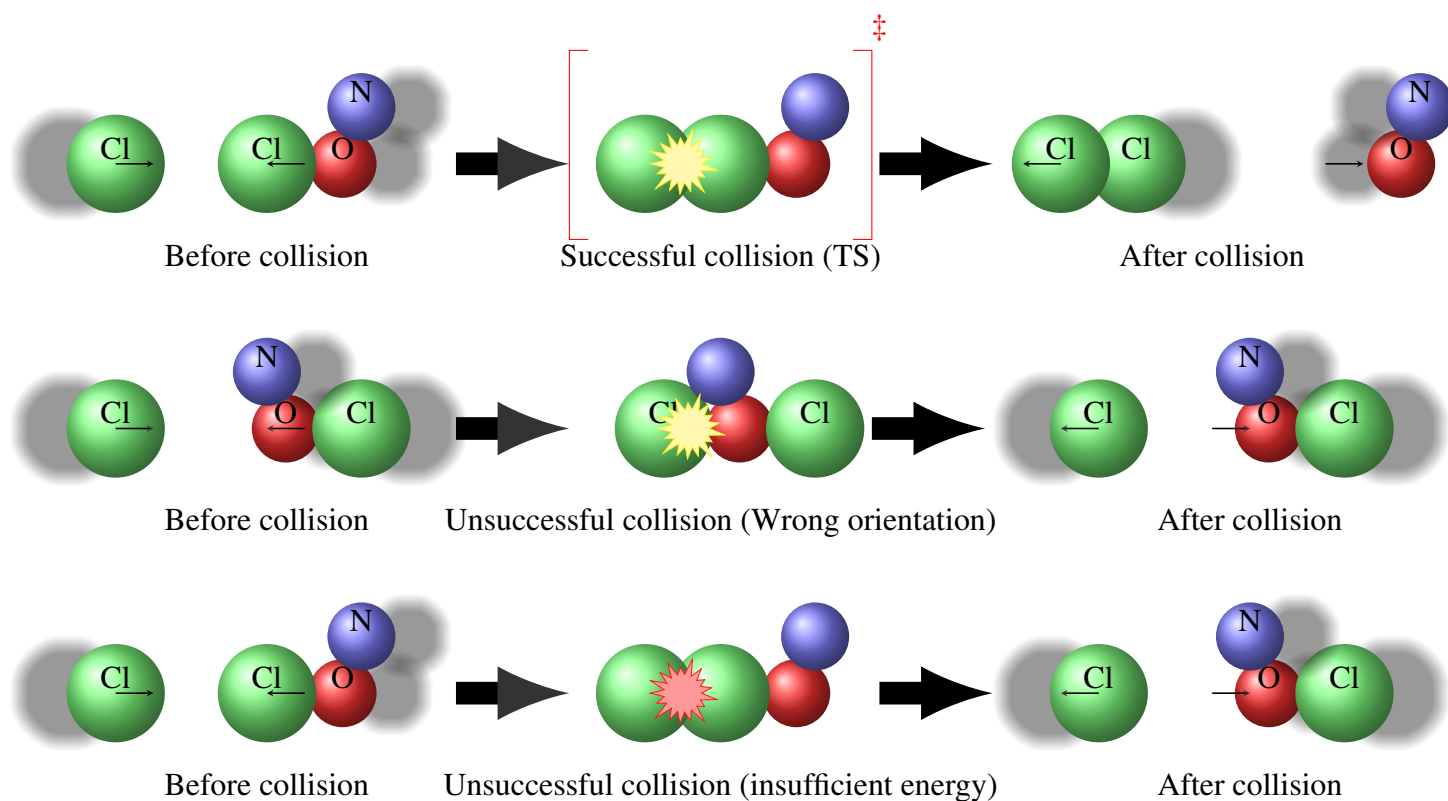 ‡
Cl Cl O N Cl Cl O N
Before collision Successful collision (TS) After collision
Cl N O Cl Cl Cl Cl N O Cl
Before collision Unsuccessful collision (Wrong orientation) After collision
Cl Cl O N Cl N O Cl
Before collision Unsuccessful collision (insufficient energy) After collision